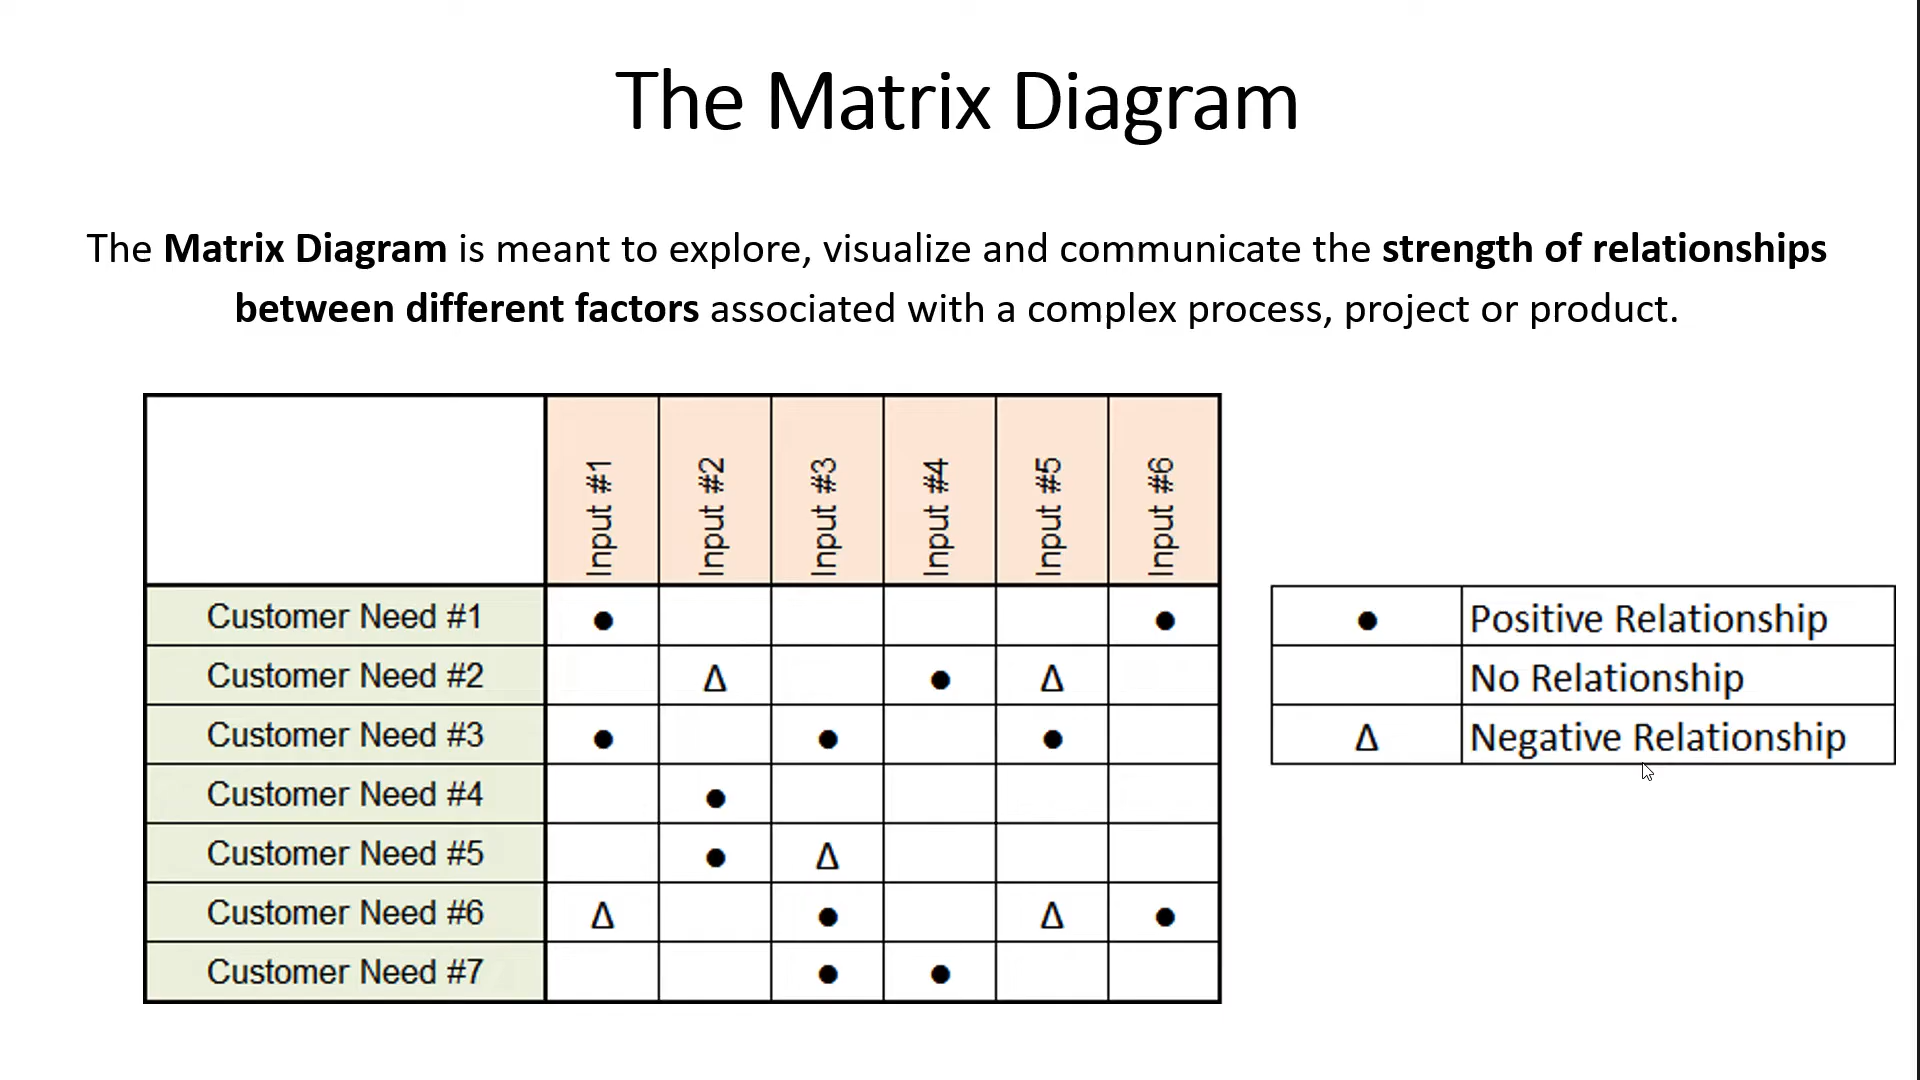 The Matrix Diagram
The Matrix Diagram is meant to explore, visualize and communicate the strength of relationships
between different factors associated with a complex process, project or product.
Input #1 Input #2 Input #3 Input #4 Input #5 Input #6
Customer Need #1 ● ●
Customer Need #2 Δ ● Δ
Customer Need #3 ● ● ●
Customer Need #4 ●
Customer Need #5 ● Δ
Customer Need #6 Δ ● Δ ●
Customer Need #7 ● ●
● Positive Relationship
No Relationship
Δ Negative Relationship